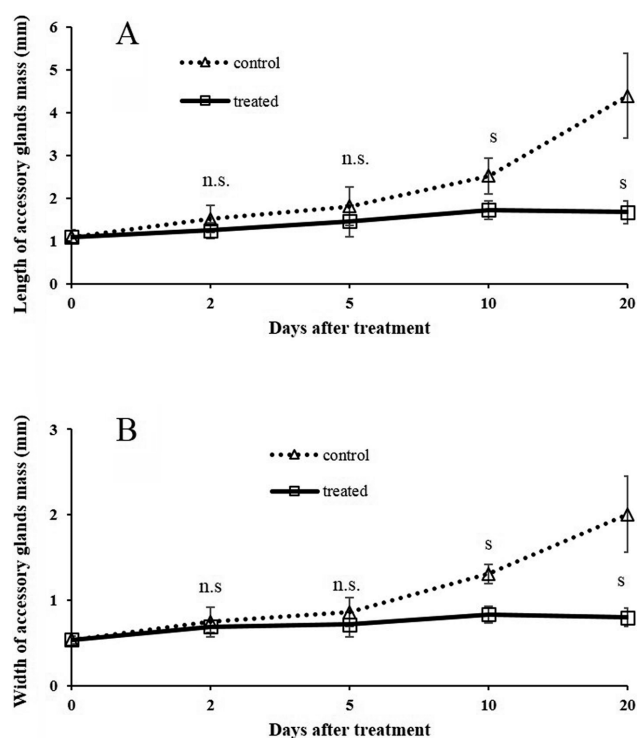 A
control
treated
n.s.
n.s.
s
s
6
5
4
3
2
1
0
0
2
5
10
20
Length of accessory glands mass (mm)
Days after treatment
B
control
treated
n.s
n.s.
s
s
3
2
1
0
0
2
5
10
20
Width of accessory glands mass (mm)
Days after treatment